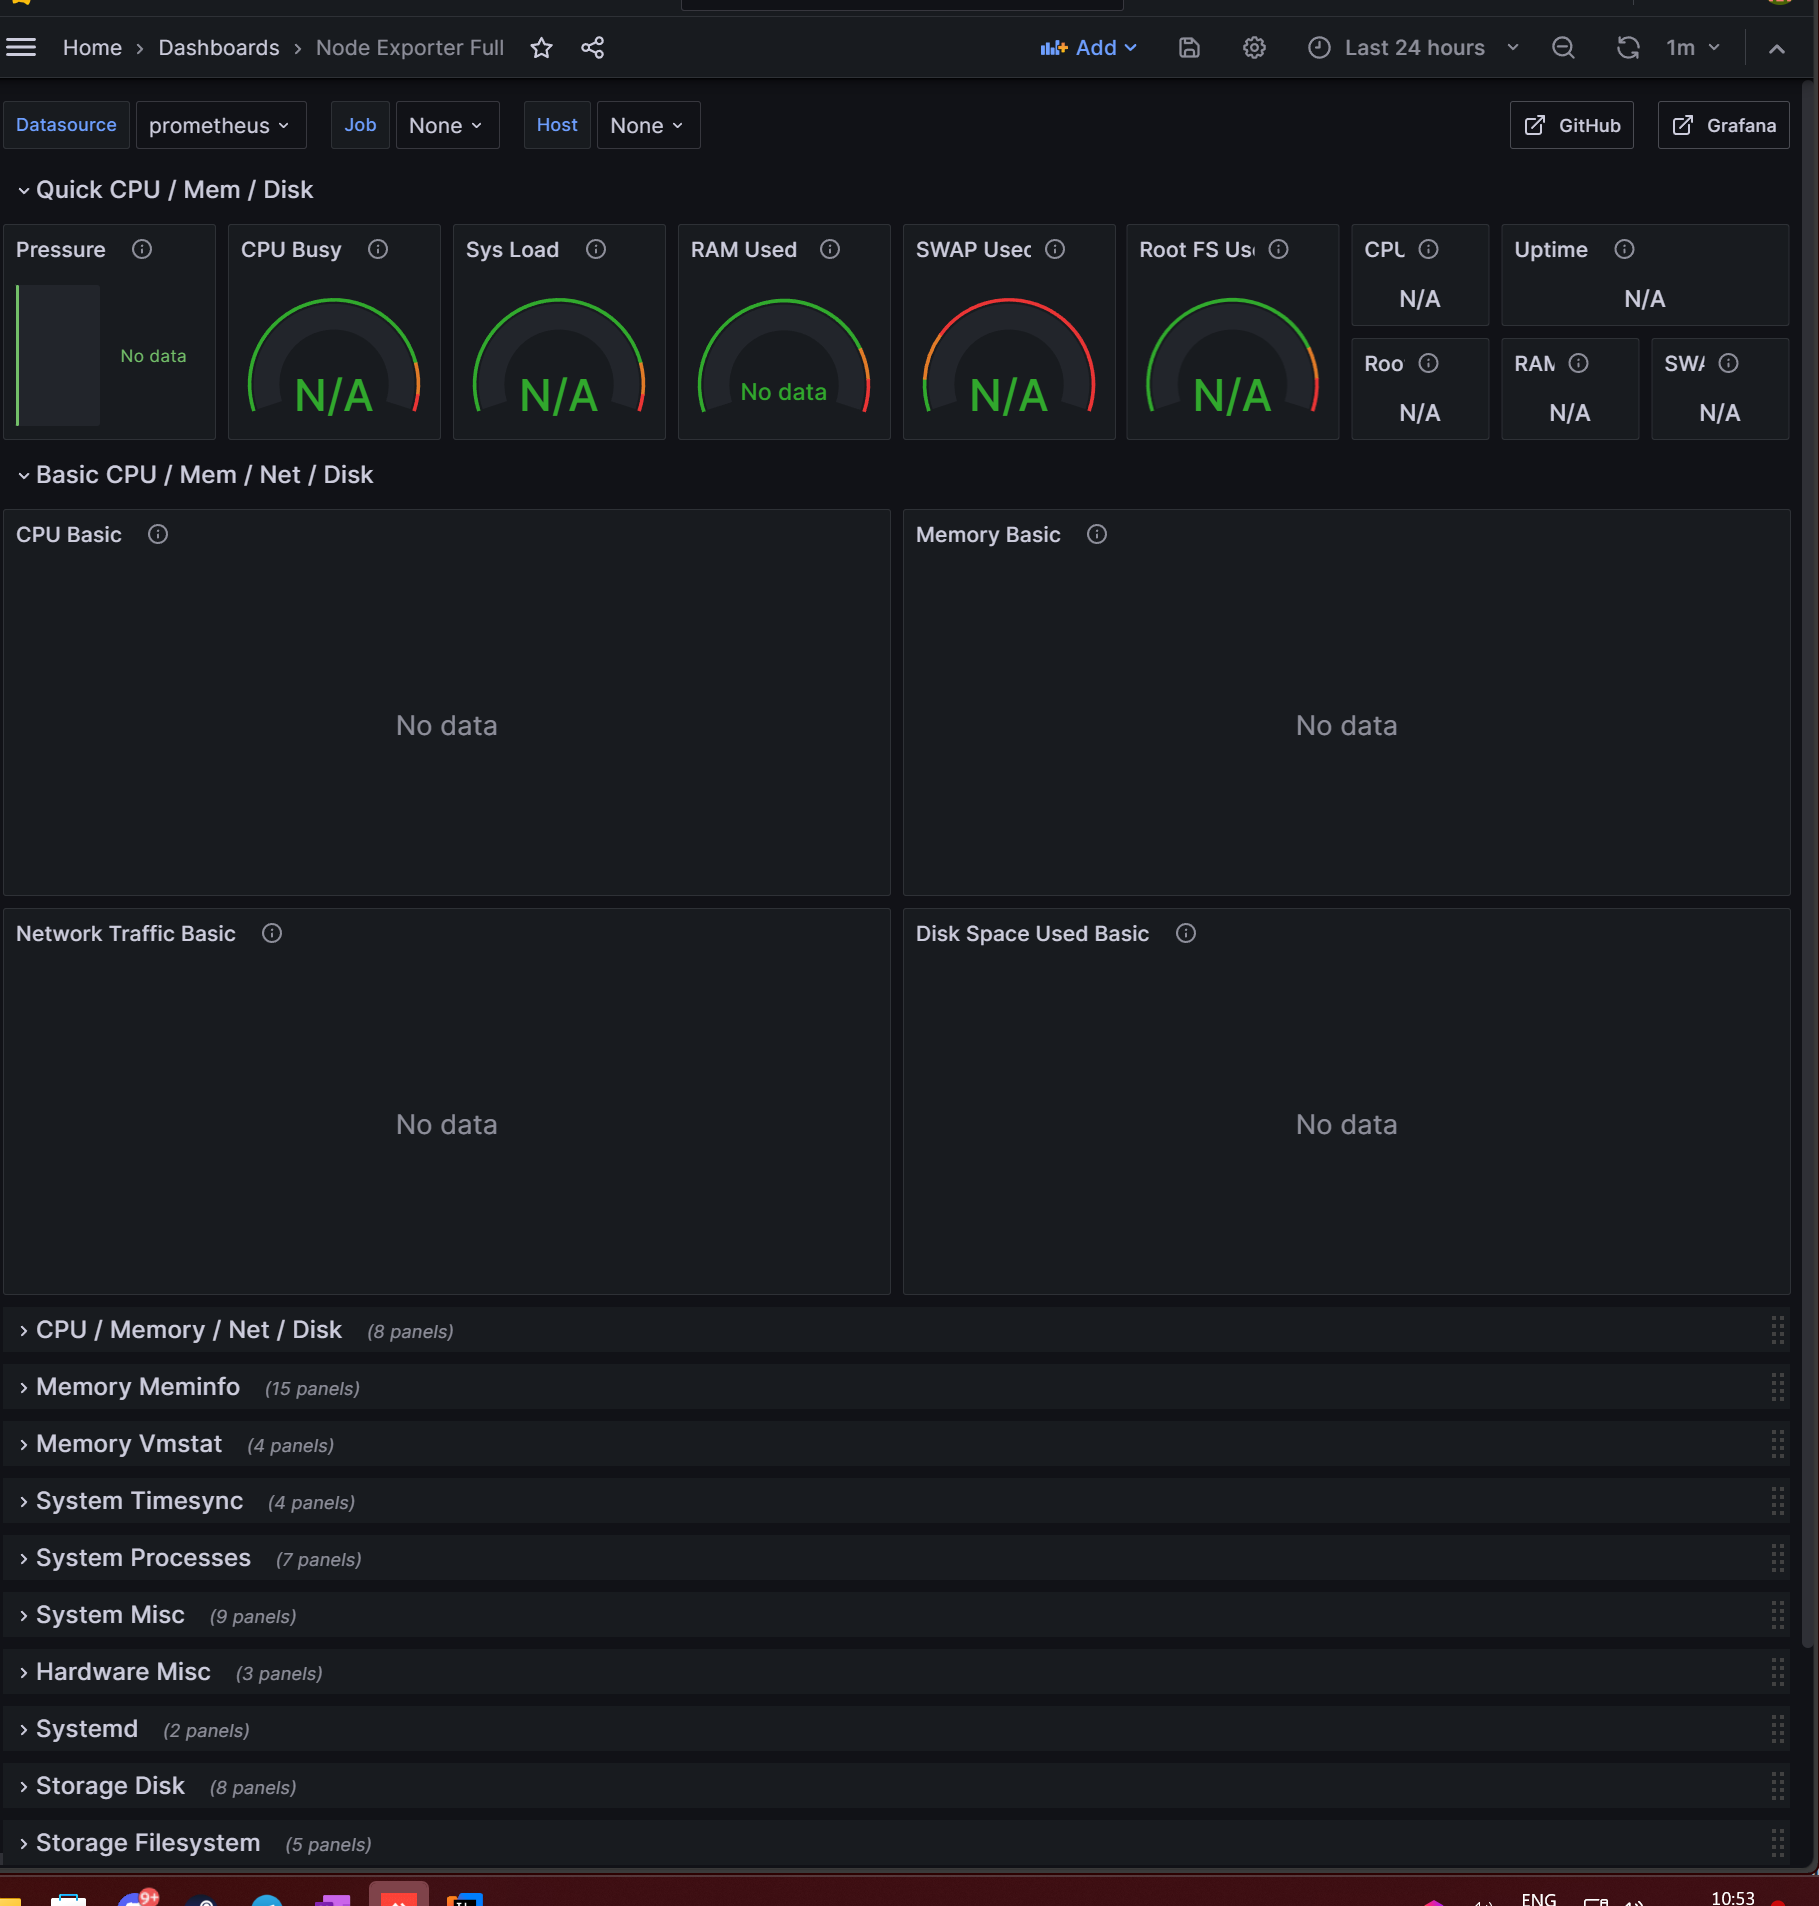 Home › Dashboards › Node Exporter Full
Add
Last 24 hours
1m
Datasource prometheus Job None Host None
GitHub Grafana
Quick CPU / Mem / Disk
Pressure
No data
CPU Busy
N/A
Sys Load
N/A
RAM Used
No data
SWAP Used
N/A
Root FS Us
N/A
CPU
N/A
Uptime
N/A
Roo
N/A
RAM
N/A
SWA
N/A
Basic CPU / Mem / Net / Disk
CPU Basic
No data
Memory Basic
No data
Network Traffic Basic
No data
Disk Space Used Basic
No data
CPU / Memory / Net / Disk (8 panels)
Memory Meminfo (15 panels)
Memory Vmstat (4 panels)
System Timesync (4 panels)
System Processes (7 panels)
System Misc (9 panels)
Hardware Misc (3 panels)
Systemd (2 panels)
Storage Disk (8 panels)
Storage Filesystem (5 panels)
9+
ENG
10:53